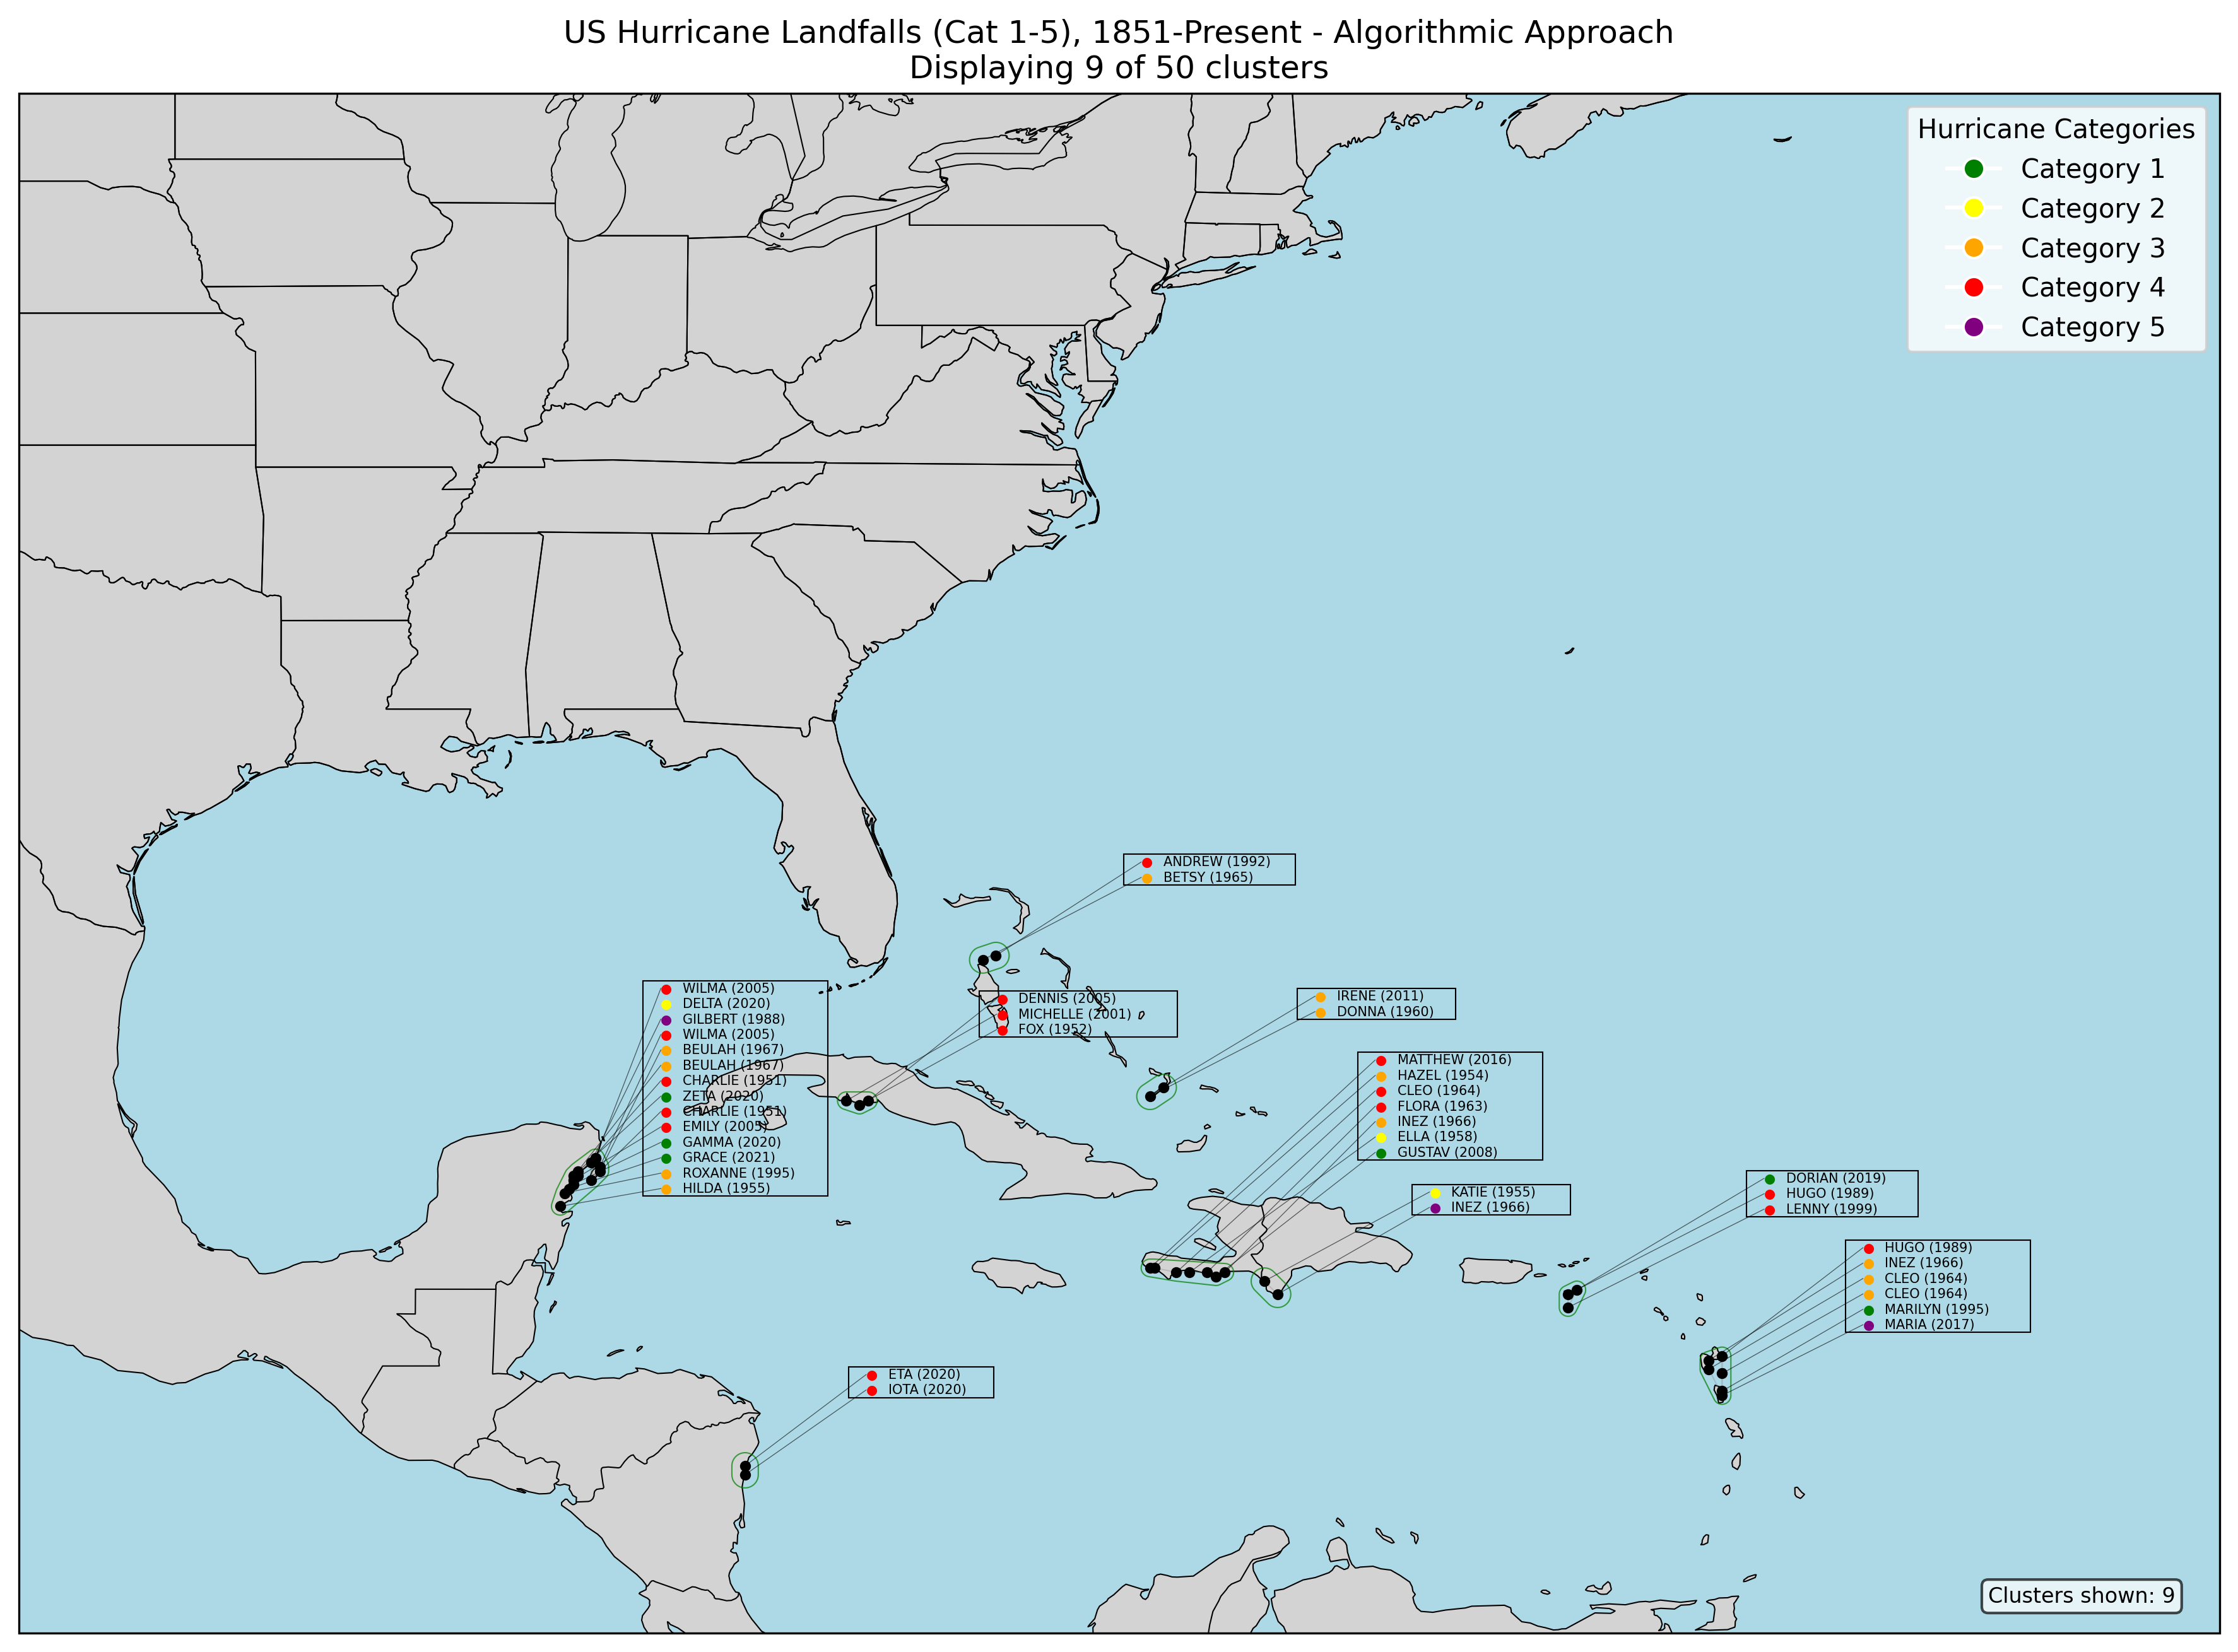 US Hurricane Landfalls (Cat 1-5), 1851-Present - Algorithmic Approach
Displaying 9 of 50 clusters
Hurricane Categories
Category 1
Category 2
Category 3
Category 4
Category 5
ANDREW (1992)
BETSY (1965)
WILMA (2005)
DELTA (2020)
GILBERT (1988)
WILMA (2005)
BEULAH (1967)
BEULAH (1967)
CHARLIE (1951)
ZETA (2020)
CHARLIE (1951)
EMILY (2005)
GAMMA (2020)
GRACE (2021)
ROXANNE (1995)
HILDA (1955)
DENNIS (2005)
MICHELLE (2001)
FOX (1952)
IRENE (2011)
DONNA (1960)
MATTHEW (2016)
HAZEL (1954)
CLEO (1964)
FLORA (1963)
INEZ (1966)
ELLA (1958)
GUSTAV (2008)
KATIE (1955)
INEZ (1966)
DORIAN (2019)
HUGO (1989)
LENNY (1999)
HUGO (1989)
INEZ (1966)
CLEO (1964)
CLEO (1964)
MARILYN (1995)
MARIA (2017)
ETA (2020)
IOTA (2020)
Clusters shown: 9